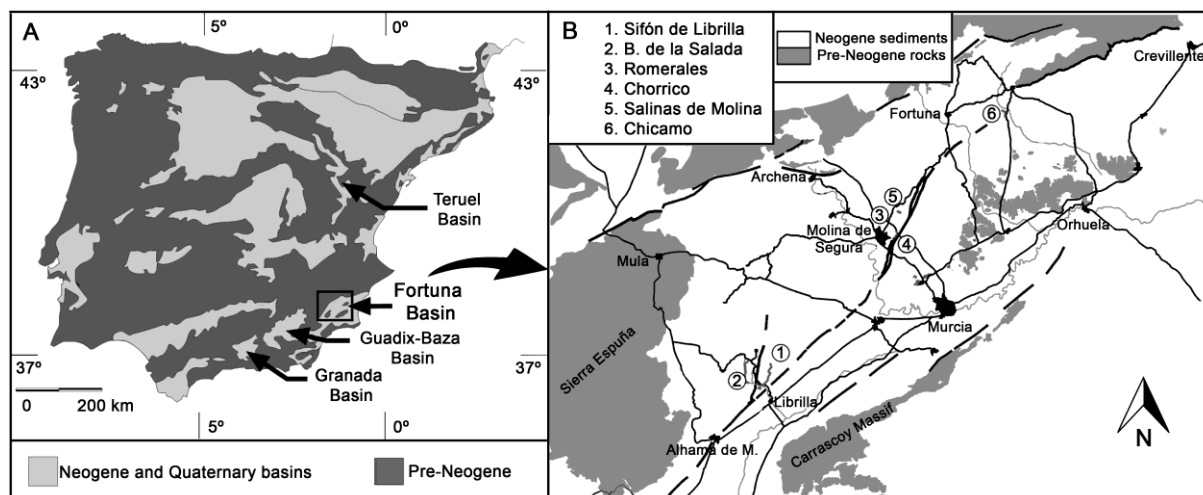 A
5º
0º
43º
43º
Teruel
Basin
Fortuna
Basin
Guadix-Baza
Basin
Granada
Basin
37º
37º
0
200 km
5º
0º
Neogene and Quaternary basins
Pre-Neogene
B
1. Sifón de Librilla
2. B. de la Salada
3. Romerales
4. Chorrico
5. Salinas de Molina
6. Chicamo
Neogene sediments
Pre-Neogene rocks
Crevillente
Fortuna
6
Archena
5
3
Molina de
Segura
4
Orhuela
Mula
Murcia
Sierra Espuña
1
2
Librilla
Alhama de M.
Carrascoy Massif
N